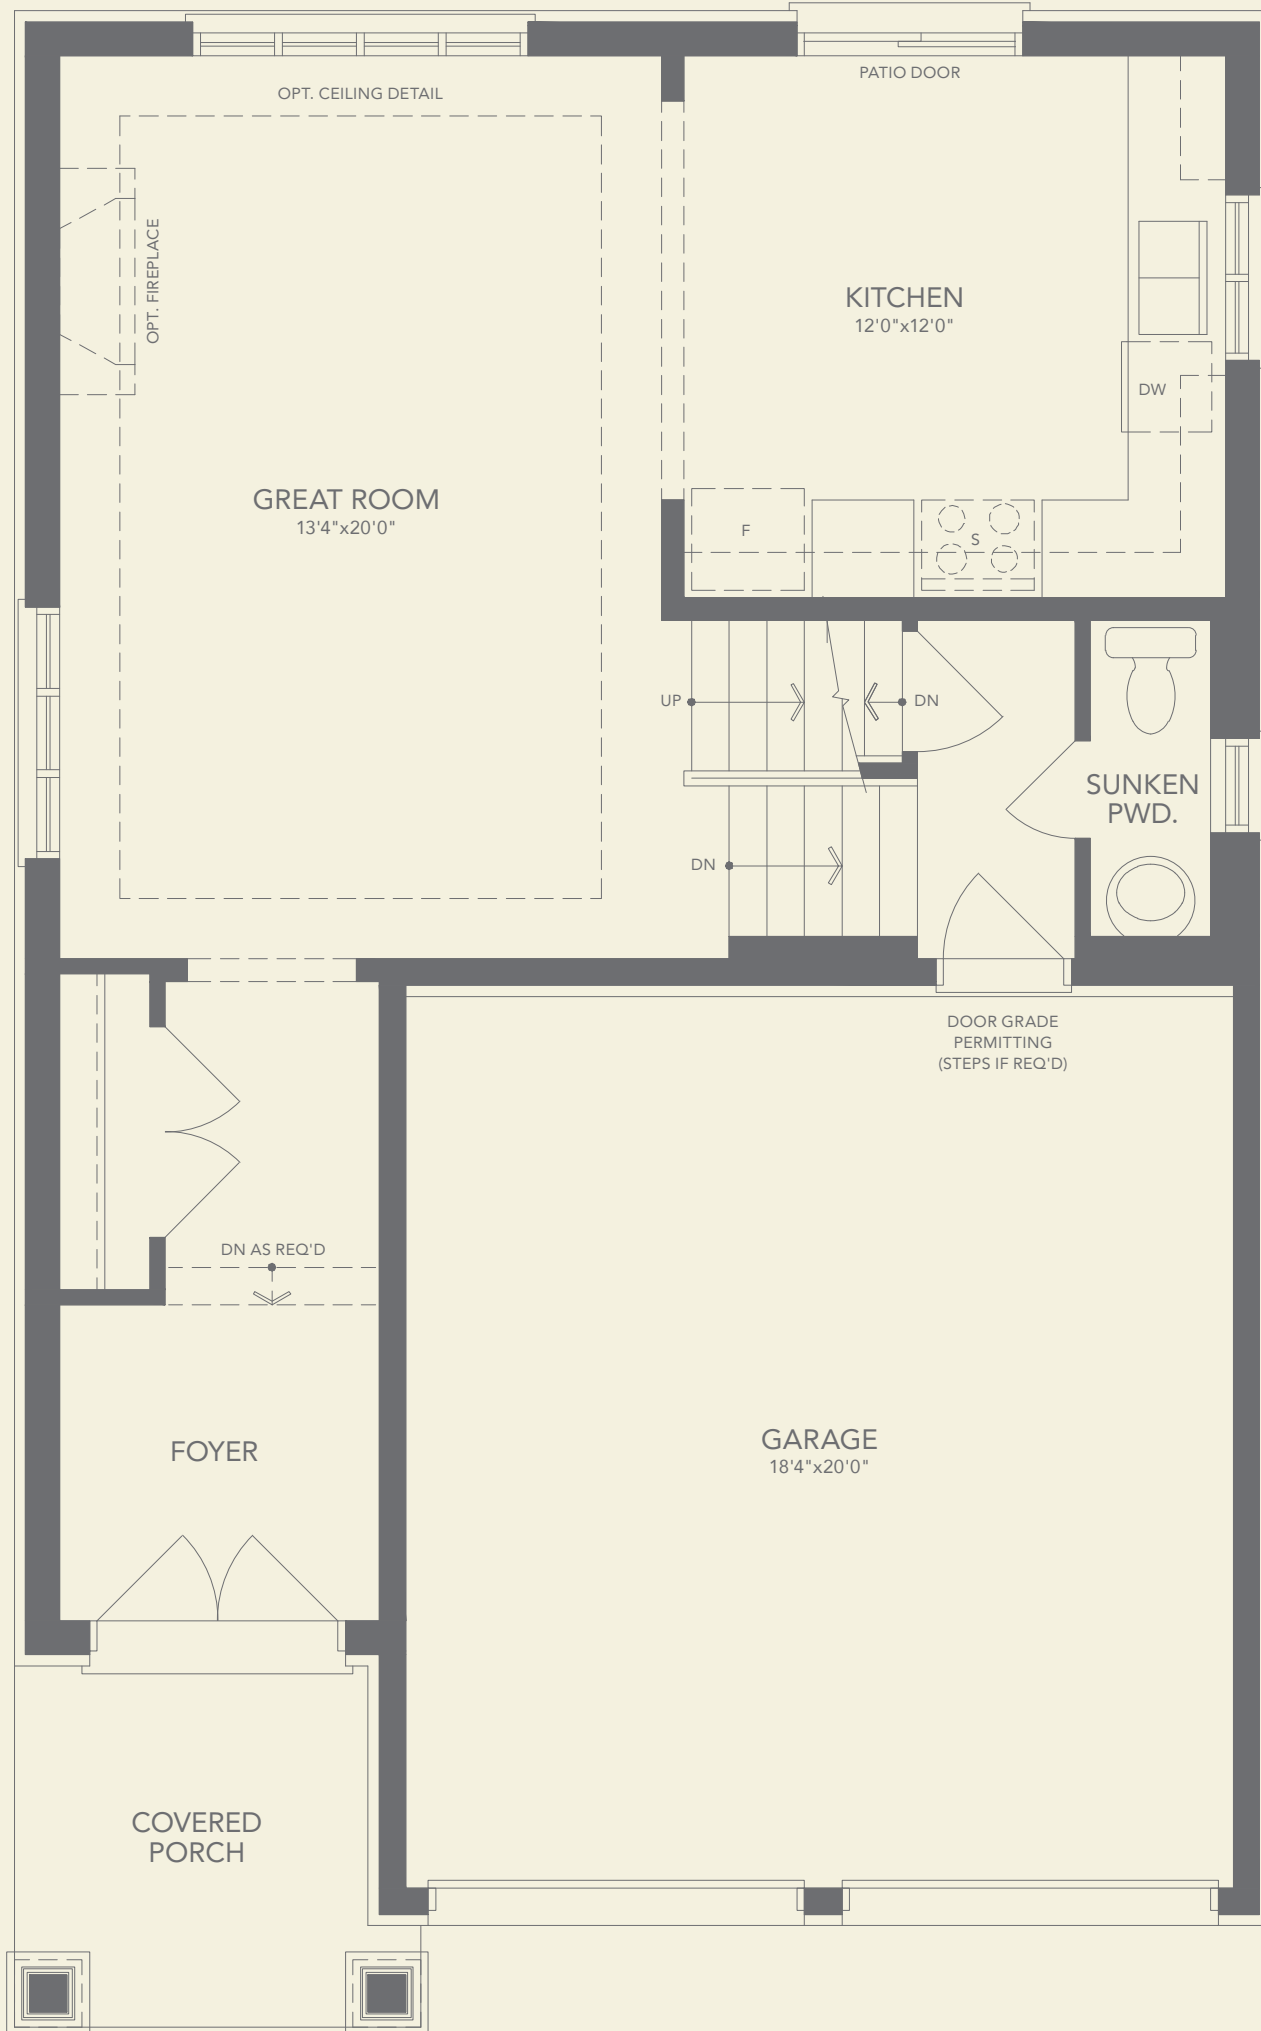 PATIO DOOR
OPT. CEILING DETAIL
OPT. FIREPLACE
KITCHEN
12'0"x12'0"
DW
GREAT ROOM
13'4"x20'0"
F
S
UP
DN
SUNKEN
PWD.
DN
DOOR GRADE
PERMITTING
(STEPS IF REQ'D)
DN AS REQ'D
FOYER
GARAGE
18'4"x20'0"
COVERED
PORCH